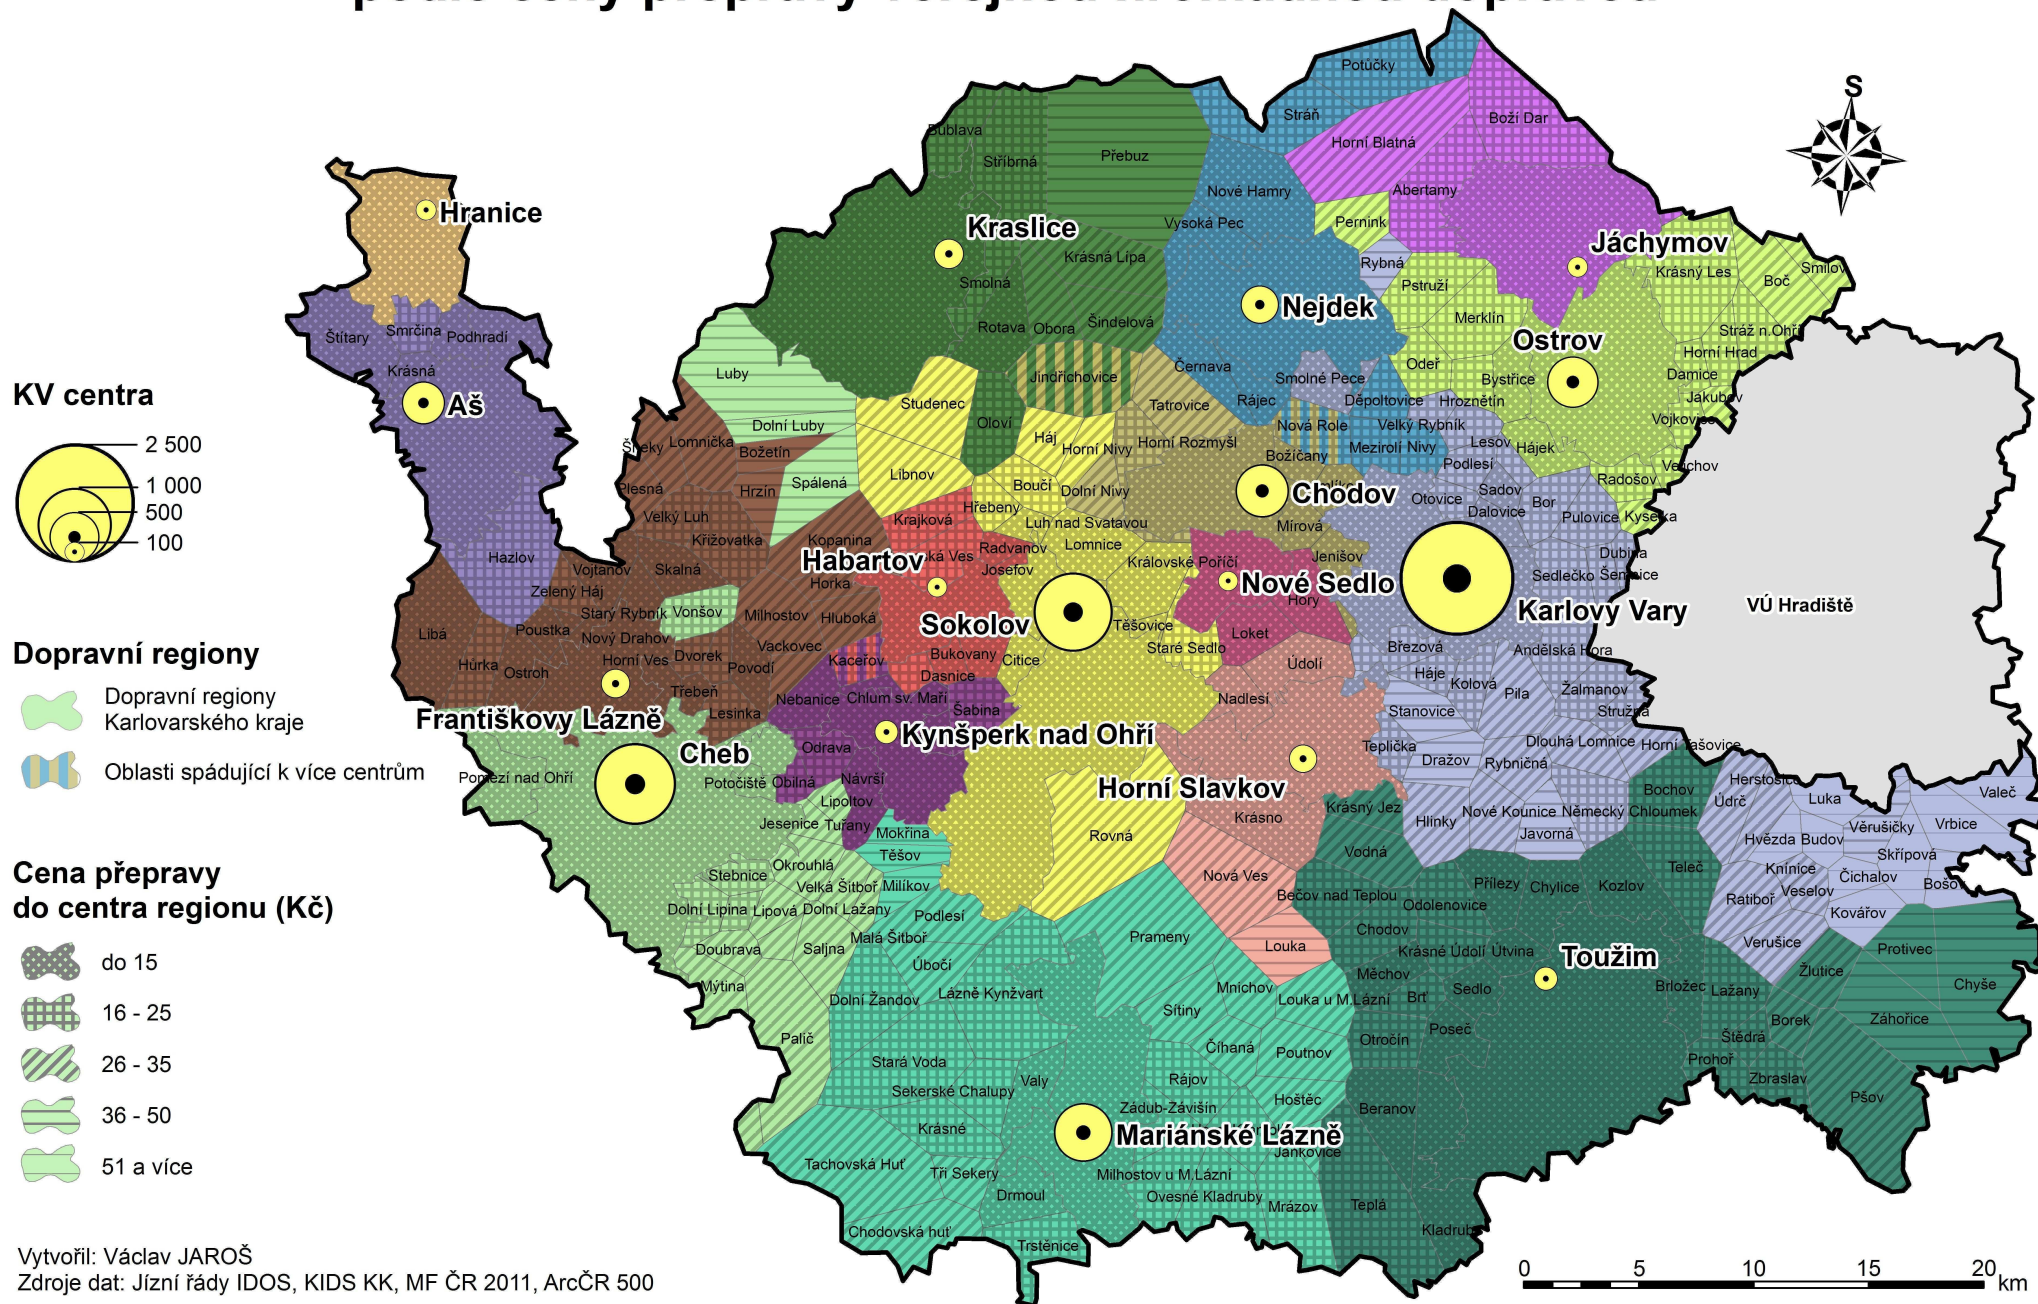 podle ceny přepravy veřejnou hromadnou dopravou
S
KV centra
2 500
1 000
500
100
Dopravní regiony
Dopravní regiony
Karlovarského kraje
Oblasti spádující k více centrům
Cena přepravy
do centra regionu (Kč)
do 15
16 - 25
26 - 35
36 - 50
51 a více
Vytvořil: Václav JAROŠ
Zdroje dat: Jízní řády IDOS, KIDS KK, MF ČR 2011, ArcČR 500
0 5 10 15 20 km
VÚ Hradiště
Hranice
Štítary
Smrčina
Podhradí
Krásná
Aš
Hazlov
Bublava
Stříbrná
Přebuz
Kraslice
Krásná Lípa
Smolná
Rotava
Obora
Šindelová
Jindřichovice
Oloví
Potůčky
Stráň
Nové Hamry
Vysoká Pec
Nejdek
Černava
Smolné Pece
Rájec
Děpoltovice
Nová Role
Mezirolí
Nivy
Velký Rybník
Boží Dar
Horní Blatná
Abertamy
Jáchymov
Pernink
Rybná
Pstruží
Merklín
Krásný Les
Boč
Smilov
Stráž n.Ohří
Ostrov
Horní Hrad
Damice
Jakubov
Odeř
Bystřice
Hroznětín
Hájek
Radošov
Kyselka
Luby
Dolní Luby
Lomnička
Božetín
Plesná
Hrzín
Spálená
Velký Luh
Křižovatka
Kopanina
Vojtanov
Skalná
Zelený Háj
Starý Rybník
Vonšov
Milhostov
Horka
Hluboká
Libá
Poustka
Nový Drahov
Horní Ves
Dvorek
Povodí
Vackovec
Hůrka
Ostroh
Třebeň
Lesinka
Františkovy Lázně
Studenec
Háj
Horní Nivy
Líbnov
Boučí
Dolní Nivy
Hřebeny
Luh nad Svatavou
Lomnice
Královské Poříčí
Tatrovice
Horní Rozmyšl
Božíčany
Chodov
Mírová
Jenišov
Krajková
Radvanov
Josefov
Habartov
Bukovany
Dasnice
Kaceřov
Sokolov
Citice
Těšovice
Staré Sedlo
Nové Sedlo
Hory
Loket
Lesov
Podlesí
Otovice
Sadov
Dalovice
Bor
Pulovice
Dubina
Sedlečko
Šemnice
Karlovy Vary
Březová
Andělská Hora
Háje
Kolová
Pila
Žalmanov
Stanovice
Stružná
Teplička
Dražov
Rybničná
Dlouhá Lomnice
Horní Tašovice
Hlinky
Nové Kounice
Německý Chloumek
Javorná
Bochov
Údolí
Nadlesí
Horní Slavkov
Krásno
Nová Ves
Louka
Nebanice
Chlum sv. Maří
Šabina
Kynšperk nad Ohří
Odrava
Obilná
Návrší
Cheb
Pomezí nad Ohří
Potočiště
Lipoltov
Jesenice
Tuřany
Okrouhlá
Stebnice
Velká Šitboř
Dolní Lipina
Lipová
Dolní Lažany
Doubrava
Saljna
Mýtina
Palič
Rovná
Mokřina
Těšov
Milíkov
Podlesí
Malá Šitboř
Úbočí
Dolní Žandov
Lázně Kynžvart
Prameny
Mnichov
Sítiny
Louka u M.Lázní
Číhaná
Poutnov
Stará Voda
Sekerské Chalupy
Valy
Rájov
Zádub-Závišín
Hoštěc
Krásné
Mariánské Lázně
Jankovice
Tachovská Huť
Tři Sekery
Milhostov u M.Lázní
Drmoul
Ovesné Kladruby
Mrázov
Chodovská huť
Trstěnice
Krásný Jez
Vodná
Bečov nad Teplou
Přílezy
Chylice
Kozlov
Teleč
Odolenovice
Chodov
Krásné Údolí
Útvina
Toužim
Měchov
Brť
Sedlo
Brložec
Lažany
Otročín
Poseč
Žlutice
Protivec
Chyše
Borek
Záhořice
Štědrá
Prohoř
Zbraslav
Pšov
Beranov
Teplá
Kladruby
Herstošice
Údrč
Luka
Valeč
Hvězda
Budov
Věrušičky
Vrbice
Skřípová
Knínice
Čichalov
Bošov
Ratiboř
Veselov
Kovářov
Verušice